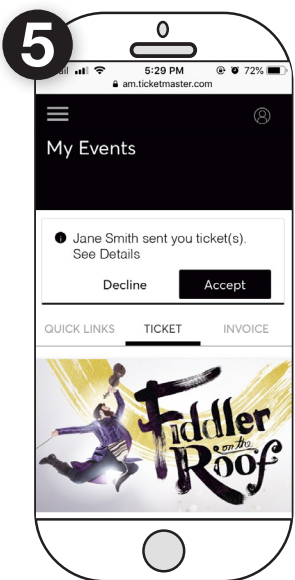 5
5:29 PM
72%
am.ticketmaster.com
My Events
Jane Smith sent you ticket(s).
See Details
Decline
Accept
QUICK LINKS
TICKET
INVOICE
Fiddler
on the
Roof